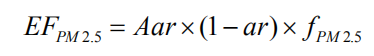 EF_{PM 2.5} = Aar × (1 − ar) × f_{PM 2.5}